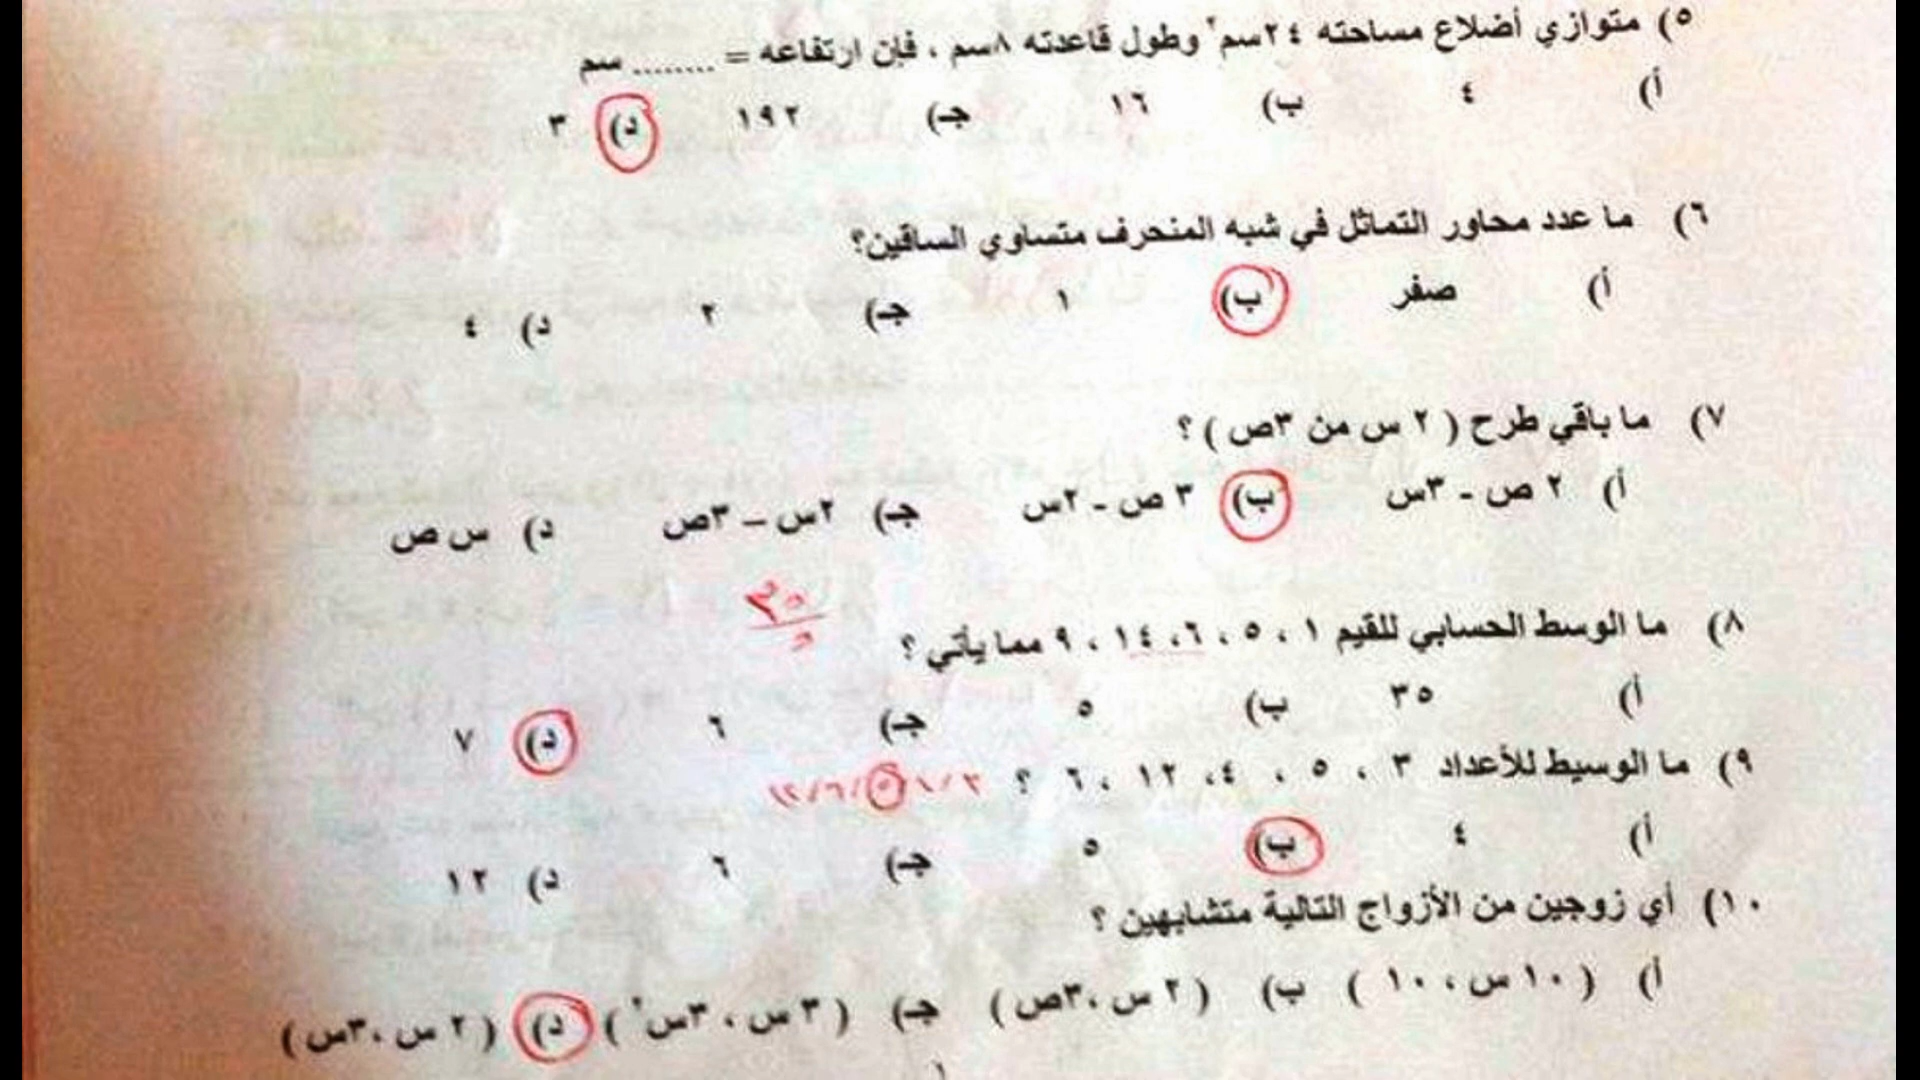 ٥) متوازي أضلاع مساحته ٢٤سم٢ وطول قاعدته ٨سم ، فإن ارتفاعه = ........ سم
أ) ٤ ب) ١٦ جـ) ١٩٢ د) ٣
٦) ما عدد محاور التماثل في شبه المنحرف متساوي الساقين؟
أ) صفر ب) ١ جـ) ٢ د) ٤
٧) ما باقي طرح ( ٢ س من ٣ص ) ؟
أ) ٢ ص - ٣س ب) ٣ ص - ٢س جـ) ٢س – ٣ص د) س ص
٣٥
٥
٨) ما الوسط الحسابي للقيم ١ ، ٥ ، ٦، ١٤ ، ٩ مما يأتي ؟
أ) ٣٥ ب) ٥ جـ) ٦ د) ٧
٩) ما الوسيط للأعداد ٣ ، ٥ ، ٤، ١٢ ، ٦ ؟
أ) ٤ ب) ٥ جـ) ٦ د) ١٢
١٠) أي زوجين من الأزواج التالية متشابهين ؟
أ) ( ١٠ س ، ١٠ ) ب) ( ٢ س ،٣ص ) جـ) ( ٣ س ، ٣س٢ ) د) ( ٢ س ،٣س )